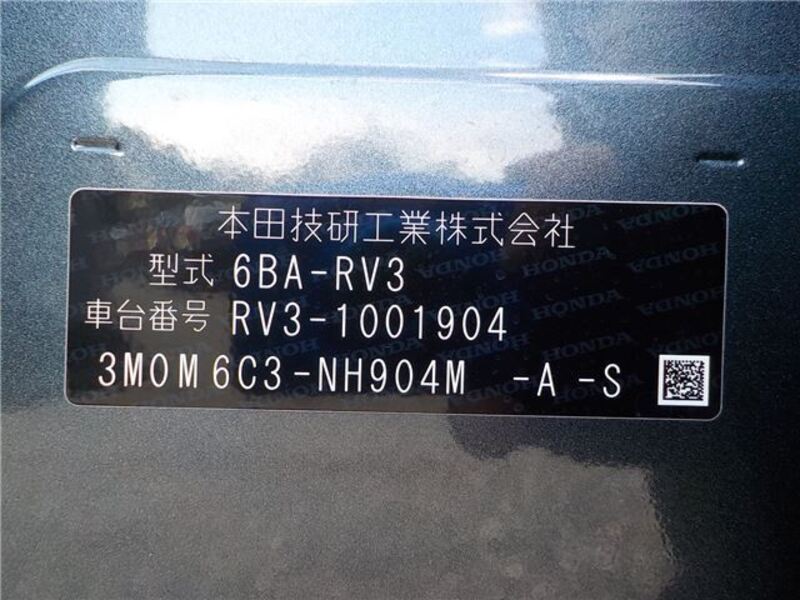 本田技研工業株式会社
型式 6BA-RV3
車台番号 RV3-1001904
3M0M6C3-NH904M -A -S